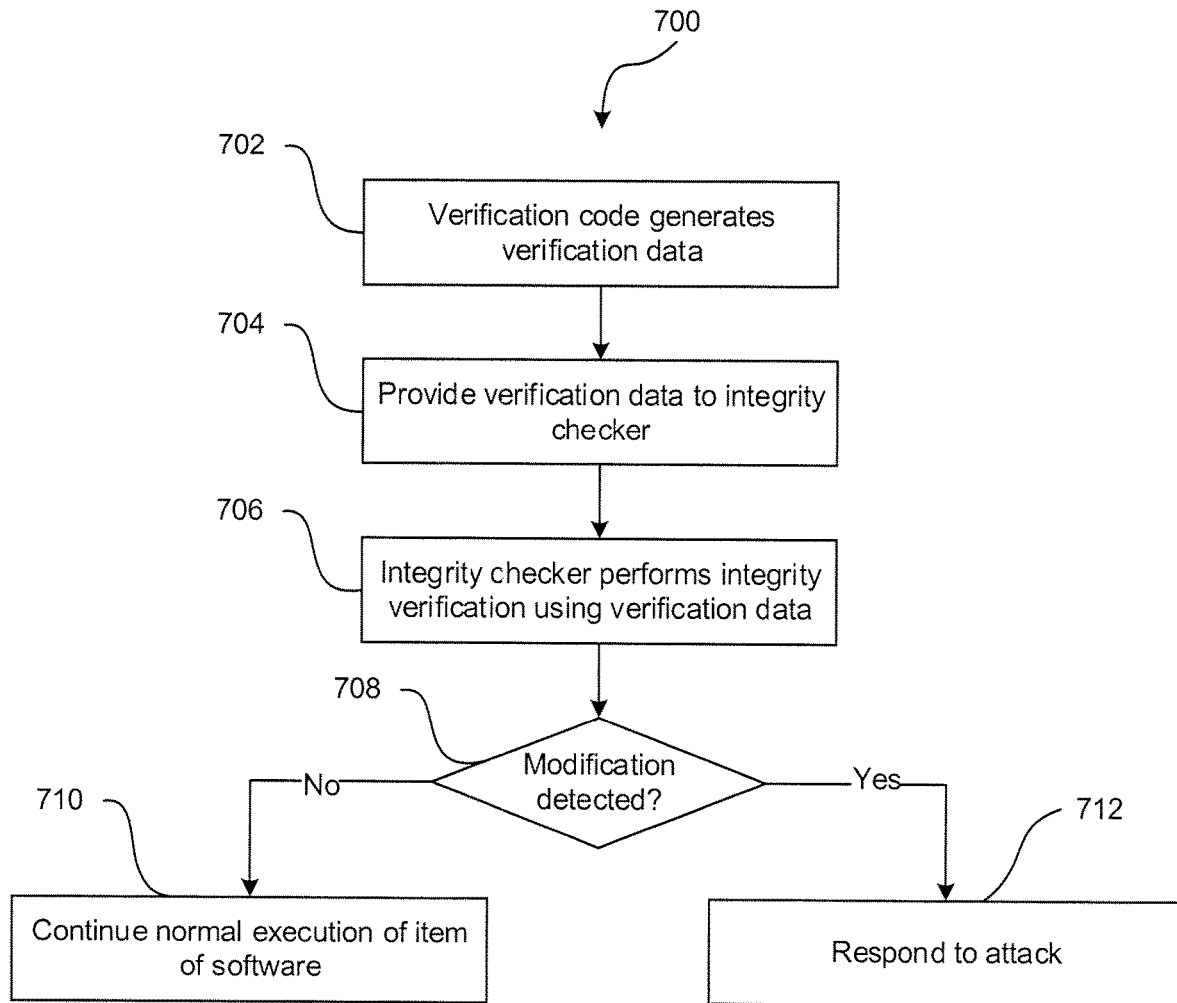 700
702
Verification code generates
verification data
704
Provide verification data to integrity
checker
706
Integrity checker performs integrity
verification using verification data
708
Modification
detected?
No
Yes
710
712
Continue normal execution of item
of software
Respond to attack